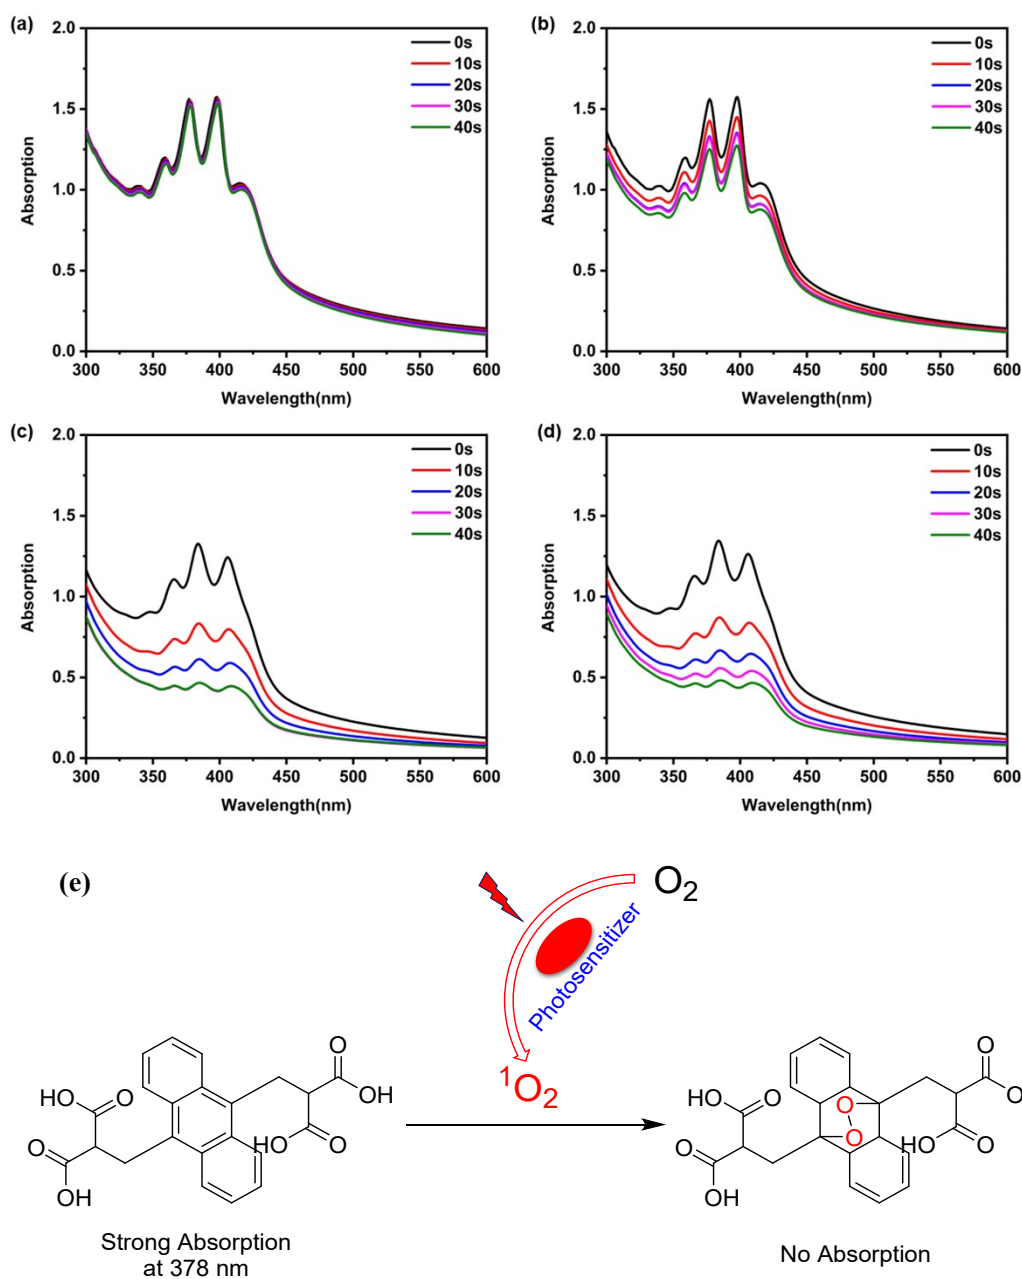 (a)
2.0
1.5
1.0
0.5
0.0
300 350 400 450 500 550 600
Absorption
Wavelength(nm)
0s
10s
20s
30s
40s
(b)
2.0
1.5
1.0
0.5
0.0
300 350 400 450 500 550 600
Absorption
Wavelength(nm)
0s
10s
20s
30s
40s
(c)
2.0
1.5
1.0
0.5
0.0
300 350 400 450 500 550 600
Absorption
Wavelength(nm)
0s
10s
20s
30s
40s
(d)
2.0
1.5
1.0
0.5
0.0
300 350 400 450 500 550 600
Absorption
Wavelength(nm)
0s
10s
20s
30s
40s
(e)
O2
Photosensitizer
1O2
HO O
O
OH
O
OH
HO O
Strong Absorption
at 378 nm
HO O
O
OH
O
O
O
O
HO O
No Absorption